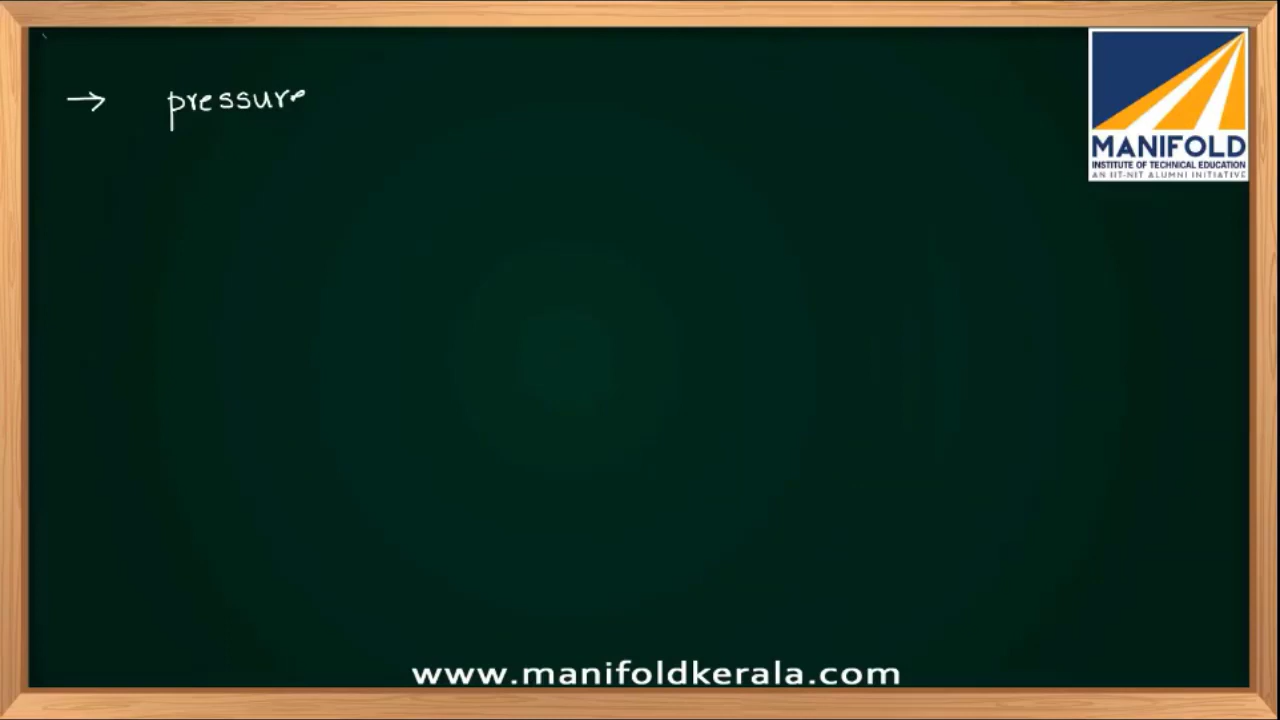 → pressure
MANIFOLD
INSTITUTE OF TECHNICAL EDUCATION
AN IIT-NIT ALUMNI INITIATIVE
www.manifoldkerala.com